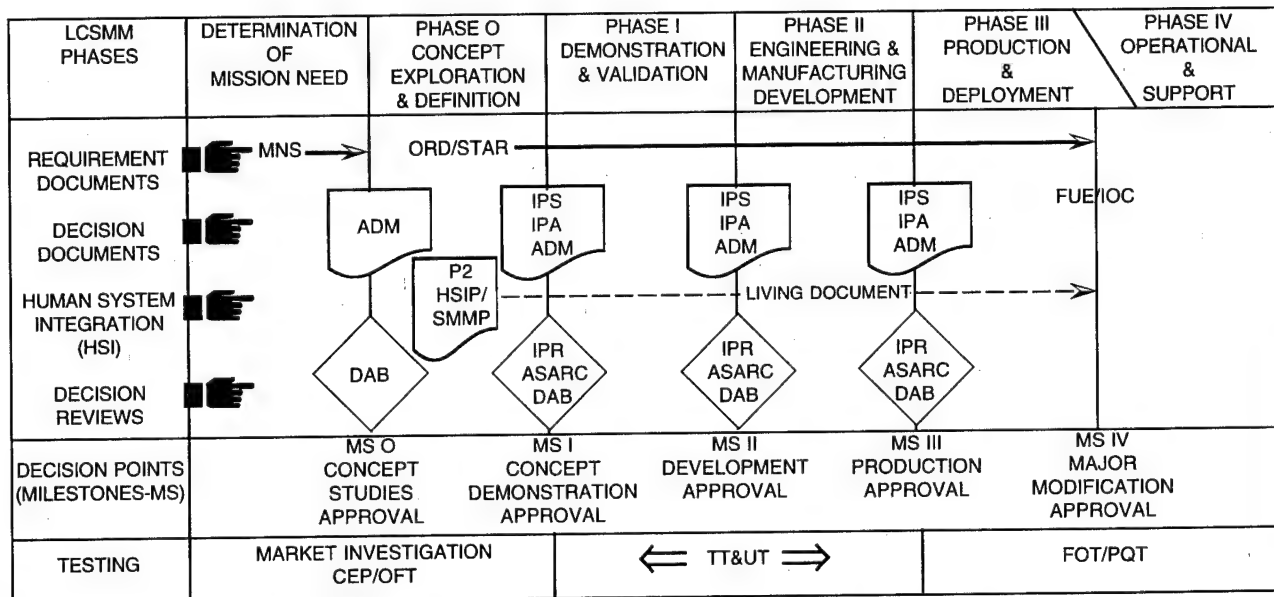 LCSMM
PHASES
DETERMINATION
OF
MISSION NEED
PHASE O
CONCEPT
EXPLORATION
& DEFINITION
PHASE I
DEMONSTRATION
& VALIDATION
PHASE II
ENGINEERING &
MANUFACTURING
DEVELOPMENT
PHASE III
PRODUCTION
&
DEPLOYMENT
PHASE IV
OPERATIONAL
&
SUPPORT
REQUIREMENT
DOCUMENTS
MNS
ORD/STAR
FUE/IOC
DECISION
DOCUMENTS
ADM
IPS
IPA
ADM
IPS
IPA
ADM
IPS
IPA
ADM
HUMAN SYSTEM
INTEGRATION
(HSI)
P2
HSIP/
SMMP
LIVING DOCUMENT
DECISION
REVIEWS
DAB
IPR
ASARC
DAB
IPR
ASARC
DAB
IPR
ASARC
DAB
DECISION POINTS
(MILESTONES-MS)
MS O
CONCEPT
STUDIES
APPROVAL
MS I
CONCEPT
DEMONSTRATION
APPROVAL
MS II
DEVELOPMENT
APPROVAL
MS III
PRODUCTION
APPROVAL
MS IV
MAJOR
MODIFICATION
APPROVAL
TESTING
MARKET INVESTIGATION
CEP/OFT
TT&UT
FOT/PQT